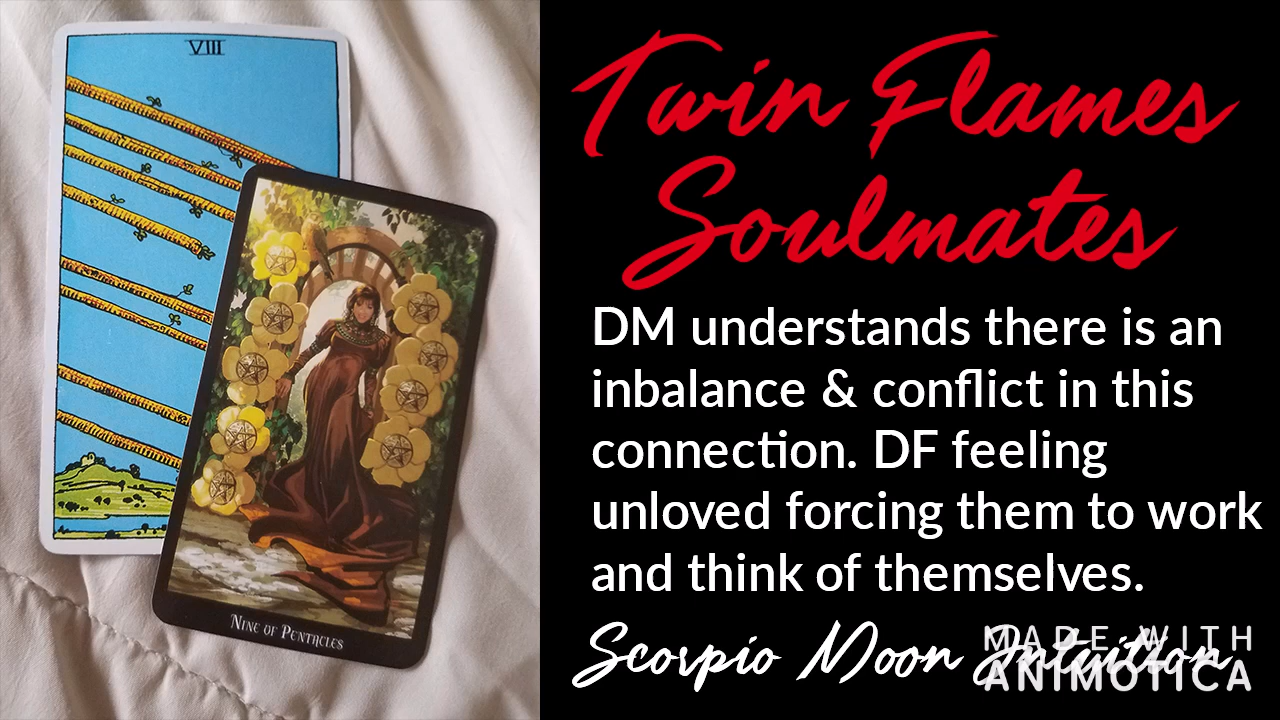 VIII
NINE OF PENTACLES
Twin Flames
Soulmates
DM understands there is an
inbalance & conflict in this
connection. DF feeling
unloved forcing them to work
and think of themselves.
Scorpio Moon Intuition
MADE WITH
ANIMOTICA